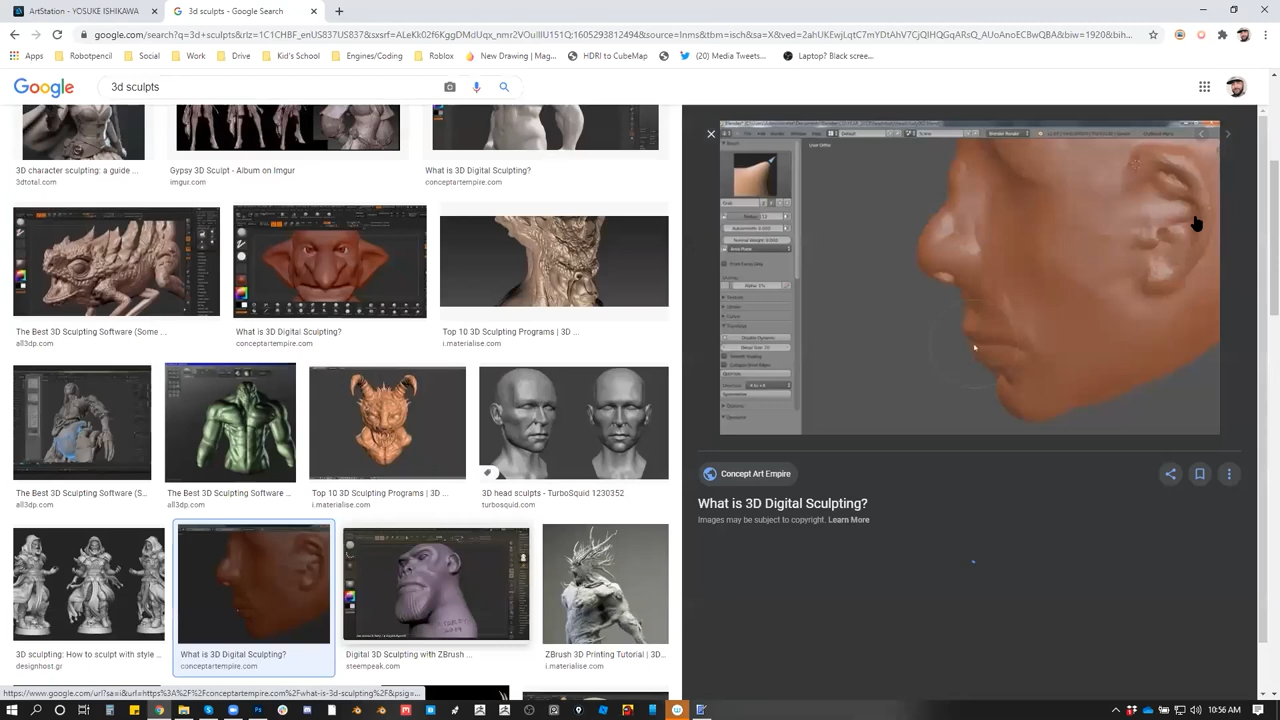 ArtStation - YOSUKE ISHIKAWA
3d sculpts - Google Search
google.com/search?q=3d+sculpts&rlz=1C1CHBF_enUS837US837&sxsrf=ALeKk02f6KggDMdUqx_nmr2VOuIlIU151Q:1605293812494&source=lnms&tbm=isch&sa=X&ved=2ahUKEwjLqtC7mYDtAhV7CjQIHQGqARsQ_AUoAnoECBwQBA&biw=1920&bih...
Apps
Robotpencil
Social
Work
Drive
Kid's School
Engines/Coding
Roblox
New Drawing | Mag...
HDRI to CubeMap
(2) Media Tweets...
Laptop? Black scree...
Google
3d sculpts
3D character sculpting: a guide ...
3dtotal.com
Gypsy 3D Sculpt - Album on Imgur
imgur.com
What is 3D Digital Sculpting?
conceptartempire.com
The Best 3D Sculpting Software (Some ...
all3dp.com
What is 3D Digital Sculpting?
conceptartempire.com
Top 10 3D Sculpting Programs | 3D ...
i.materialise.com
The Best 3D Sculpting Software (S...
all3dp.com
The Best 3D Sculpting Software ...
all3dp.com
Top 10 3D Sculpting Programs | 3D ...
i.materialise.com
3D head sculpts - TurboSquid 1230352
turbosquid.com
3D sculpting: How to sculpt with style ...
designhost.gr
What is 3D Digital Sculpting?
conceptartempire.com
Digital 3D Sculpting with ZBrush ...
steempeak.com
ZBrush 3D Printing Tutorial | 3D...
i.materialise.com
User Ortho
Concept Art Empire
What is 3D Digital Sculpting?
Images may be subject to copyright. Learn More
10:56 AM